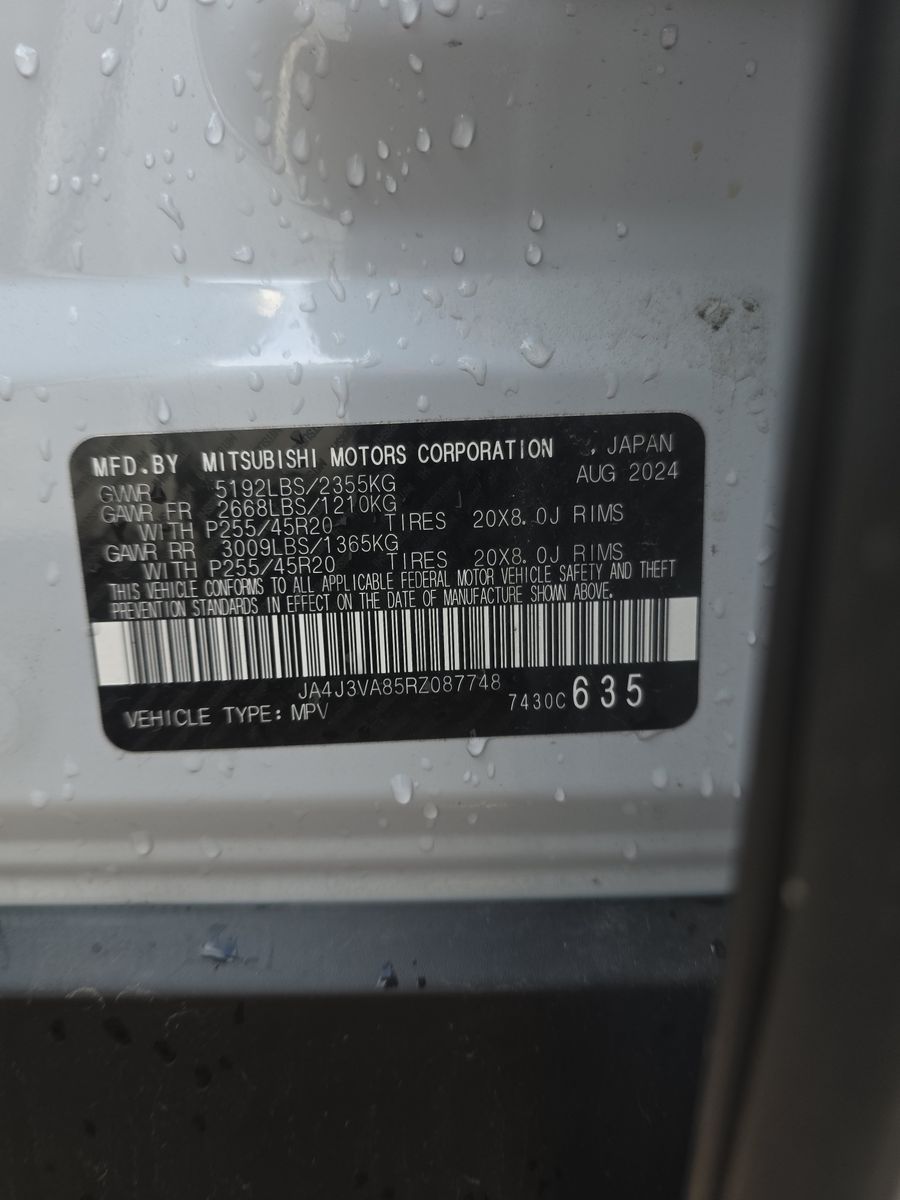 MFD.BY MITSUBISHI MOTORS CORPORATION , JAPAN
AUG 2024
GVWR 5192LBS/2355KG
GAWR FR 2668LBS/1210KG
WITH P255/45R20 TIRES 20X8.0J RIMS
GAWR RR 3009LBS/1365KG
WITH P255/45R20 TIRES 20X8.0J RIMS
THIS VEHICLE CONFORMS TO ALL APPLICABLE FEDERAL MOTOR VEHICLE SAFETY AND THEFT
PREVENTION STANDARDS IN EFFECT ON THE DATE OF MANUFACTURE SHOWN ABOVE.
JA4J3VA85RZ087748
VEHICLE TYPE: MPV 7430C 635